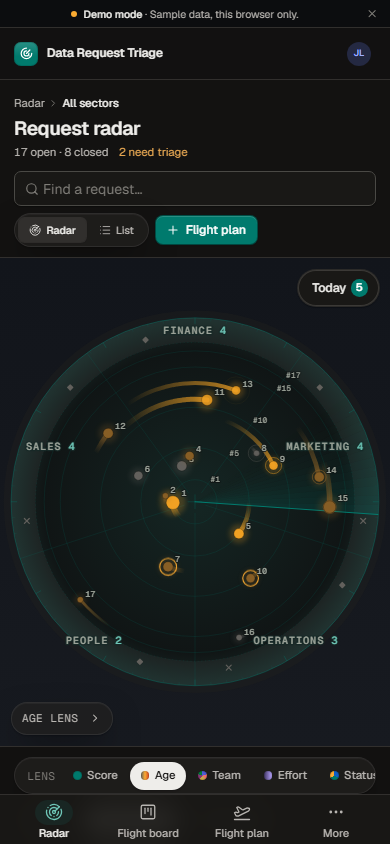 Demo mode · Sample data, this browser only.
Data Request Triage
JL
Radar > All sectors
Request radar
17 open · 8 closed 2 need triage
Find a request...
Radar
List
+ Flight plan
Today 5
FINANCE 4
#17
13
#15
11
#10
12
SALES 4
MARKETING 4
4
8
#5
9
6
14
#1
2
1
15
5
7
10
17
16
PEOPLE 2
OPERATIONS 3
AGE LENS >
LENS
Score
Age
Team
Effort
Status
Radar
Flight board
Flight plan
More